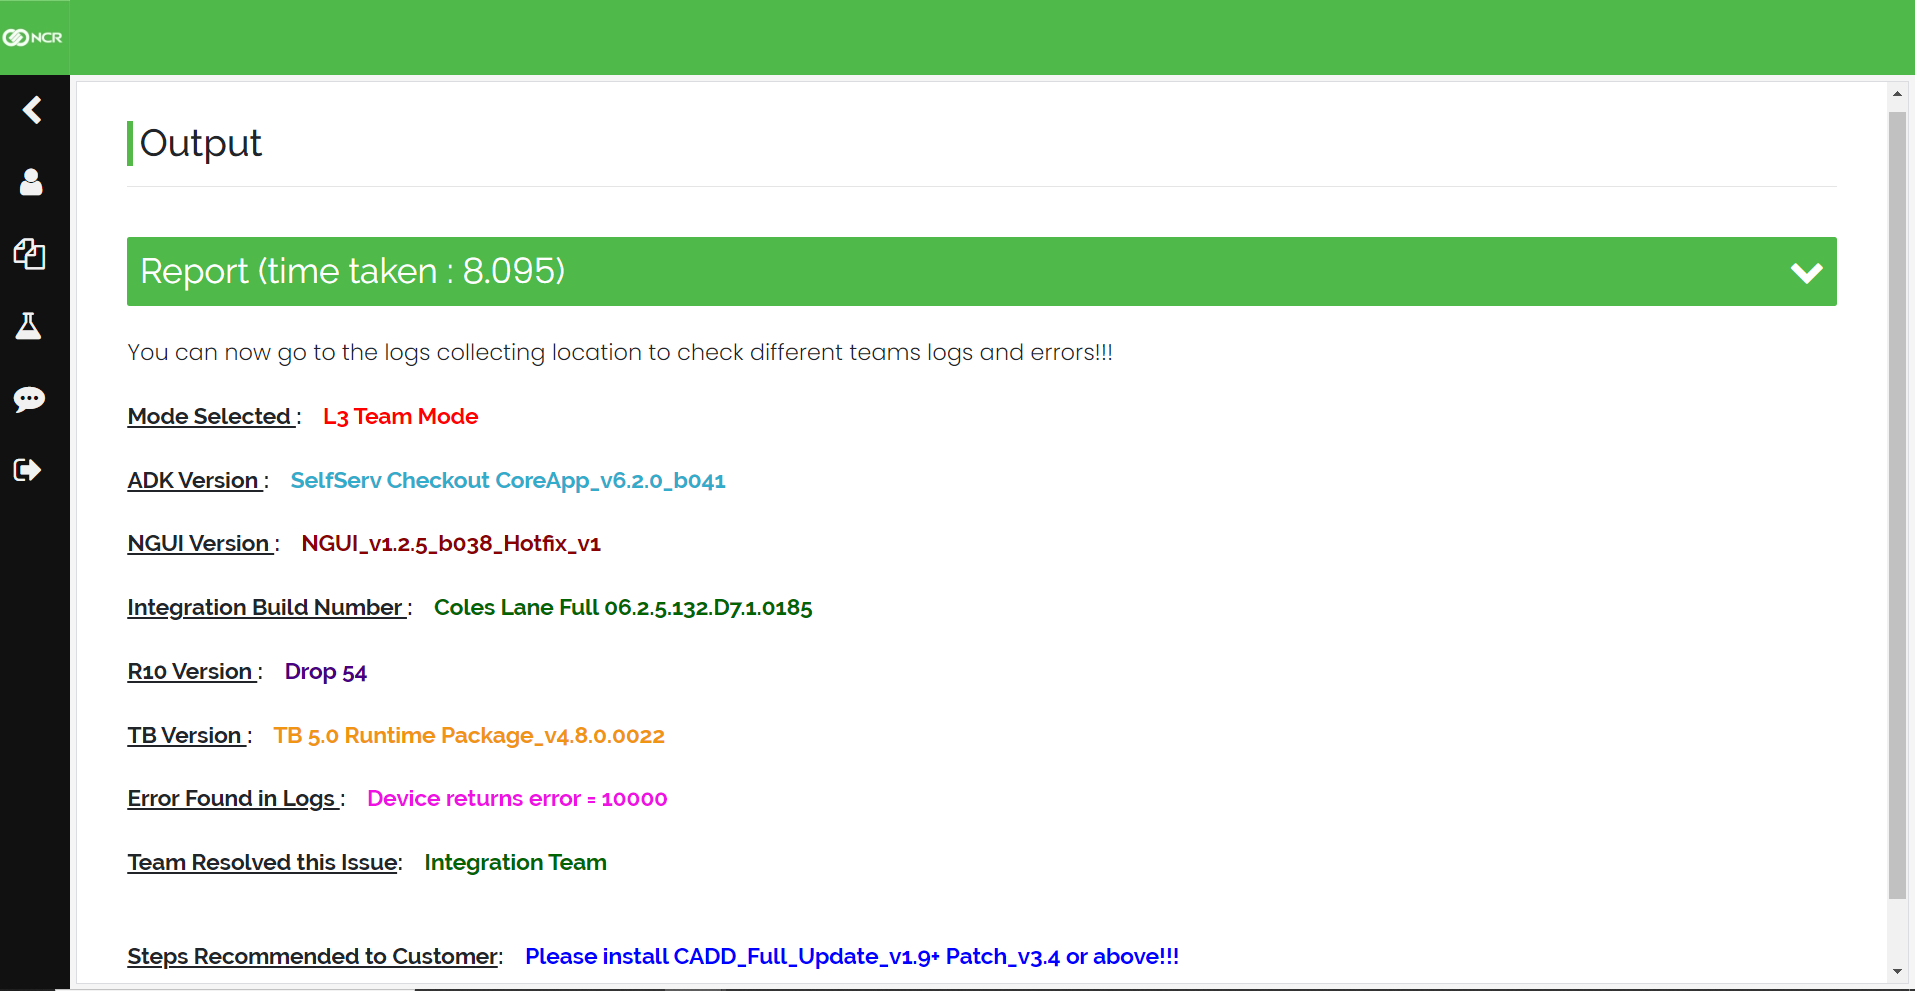 NCR
Output
Report (time taken : 8.095)
You can now go to the logs collecting location to check different teams logs and errors!!!
Mode Selected : L3 Team Mode
ADK Version : SelfServ Checkout CoreApp_v6.2.0_b041
NGUI Version : NGUI_v1.2.5_b038_Hotfix_v1
Integration Build Number : Coles Lane Full 06.2.5.132.D7.1.0185
R10 Version : Drop 54
TB Version : TB 5.0 Runtime Package_v4.8.0.0022
Error Found in Logs : Device returns error = 10000
Team Resolved this Issue: Integration Team
Steps Recommended to Customer: Please install CADD_Full_Update_v1.9+ Patch_v3.4 or above!!!